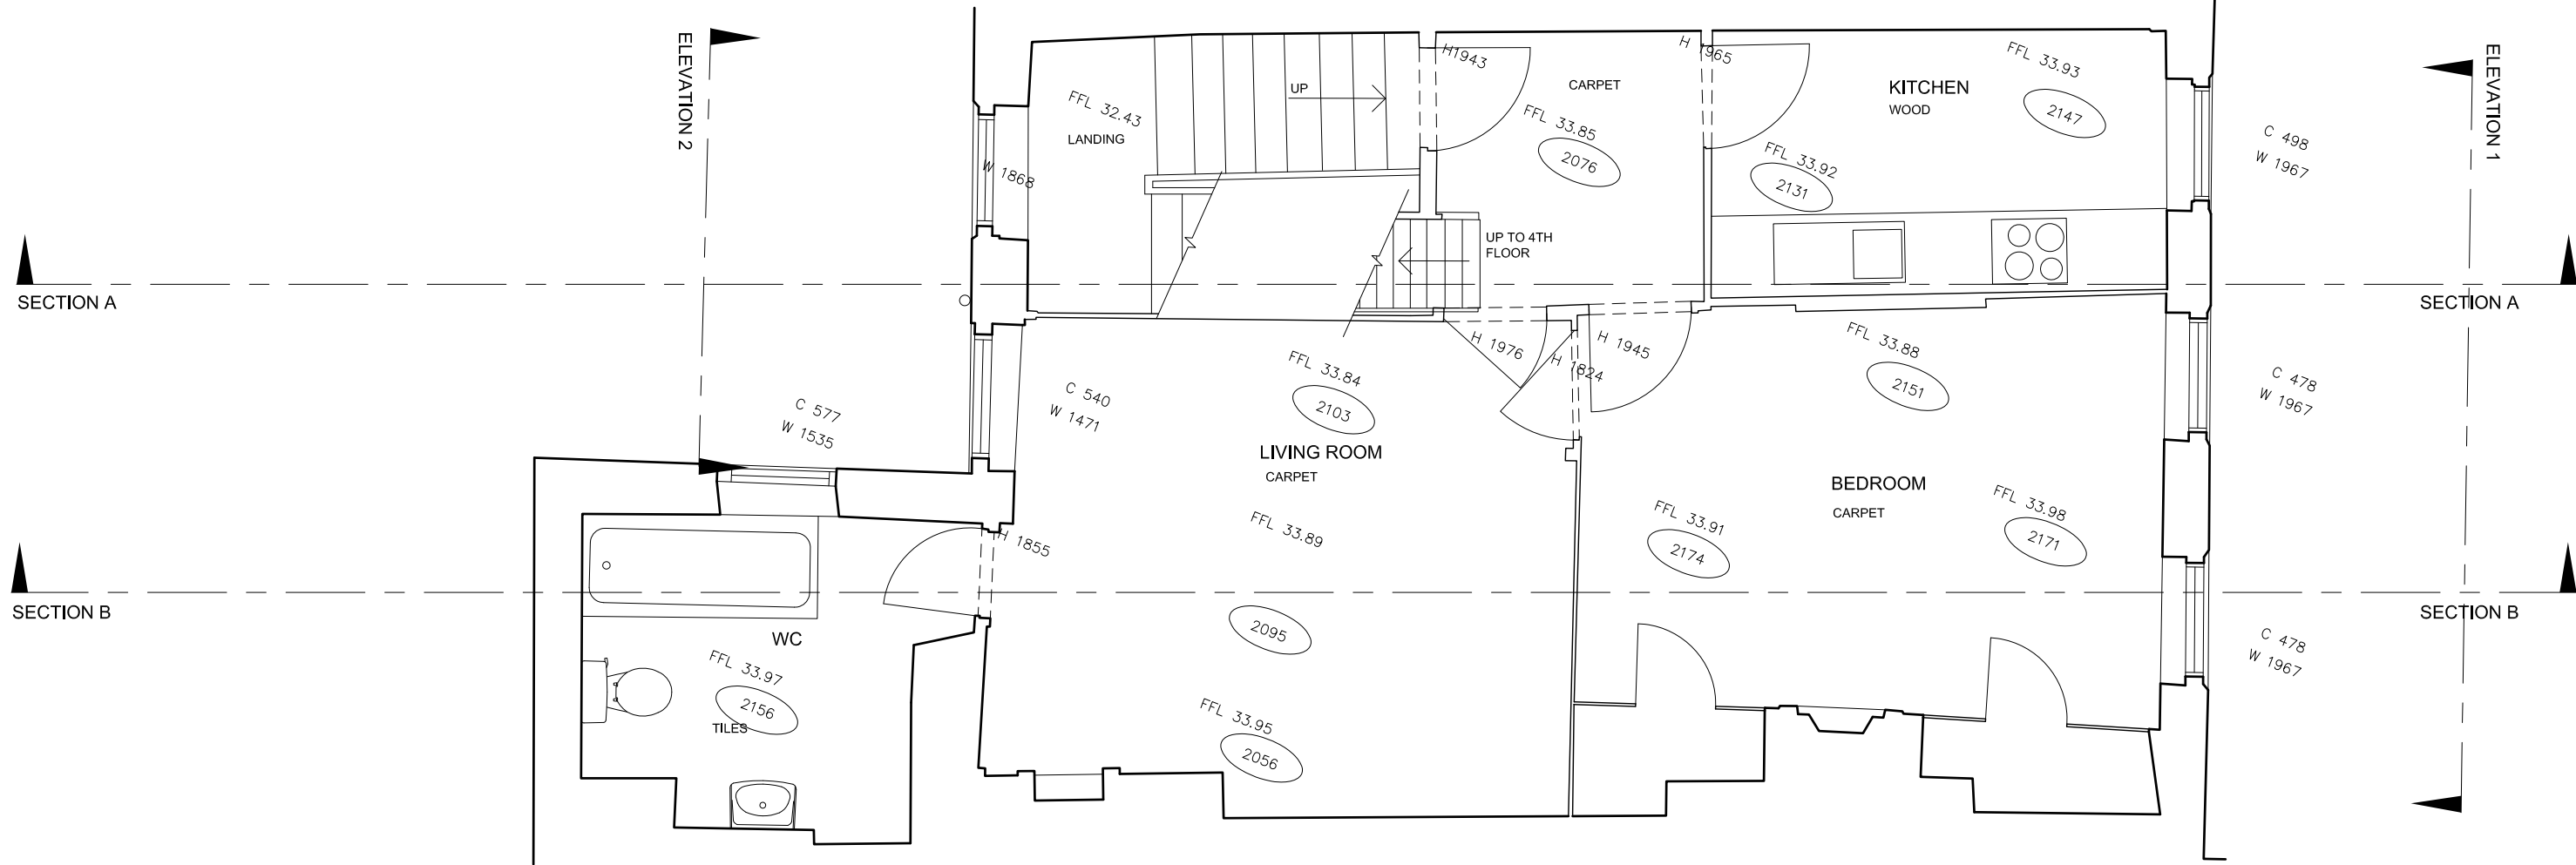 ELEVATION 2
ELEVATION 1
H1943
H 1965
FFL 33.93
2147
KITCHEN
WOOD
CARPET
UP
FFL 32.43
LANDING
FFL 33.85
2076
FFL 33.92
2131
C 498
W 1967
W 1868
UP TO 4TH
FLOOR
SECTION A
SECTION A
H 1976
H 1824
H 1945
FFL 33.84
2103
FFL 33.88
2151
C 478
W 1967
C 540
W 1471
C 577
W 1535
LIVING ROOM
CARPET
BEDROOM
CARPET
FFL 33.89
FFL 33.91
2174
FFL 33.98
2171
H 1855
SECTION B
SECTION B
2095
WC
FFL 33.97
2156
TILES
C 478
W 1967
FFL 33.95
2056